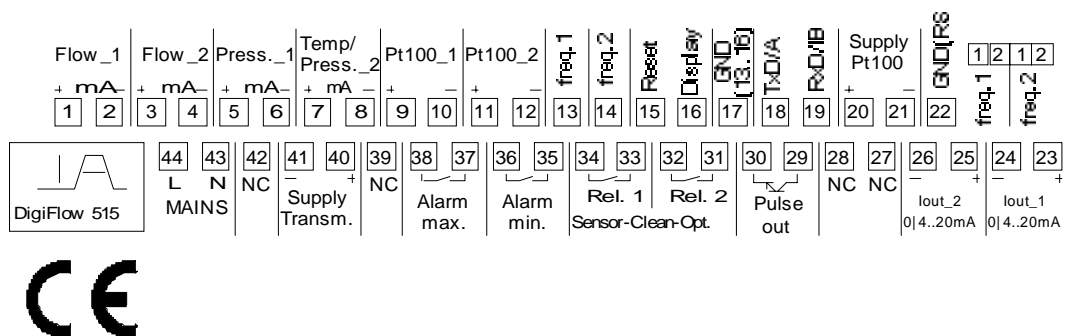 Flow_1 Flow_2 Press._1 Temp/ Press._2 Pt100_1 Pt100_2 freq.1 freq.2 Reset Display GND (13..16) TxD/A RxD/B Supply Pt100 GND(RS 1 2 1 2
+ mA – + mA – + mA – + mA – + – + – + – freq.1 freq.2
1 2 3 4 5 6 7 8 9 10 11 12 13 14 15 16 17 18 19 20 21 22
44 43 42 41 40 39 38 37 36 35 34 33 32 31 30 29 28 27 26 25 24 23
L N NC – + NC Rel. 1 Rel. 2 NC NC – + – +
MAINS Supply Transm. Alarm max. Alarm min. Sensor-Clean-Opt. Pulse out Iout_2 Iout_1
DigiFlow 515 0|4..20mA 0|4..20mA
CE